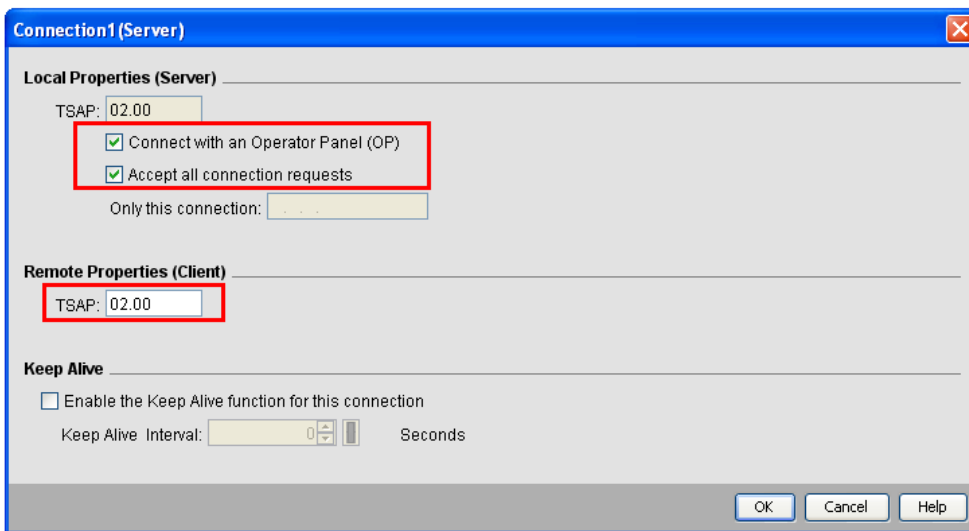 Connection1(Server)
Local Properties (Server)
TSAP: 02.00
Connect with an Operator Panel (OP)
Accept all connection requests
Only this connection: . . .
Remote Properties (Client)
TSAP: 02.00
Keep Alive
Enable the Keep Alive function for this connection
Keep Alive Interval: 0 Seconds
OK Cancel Help